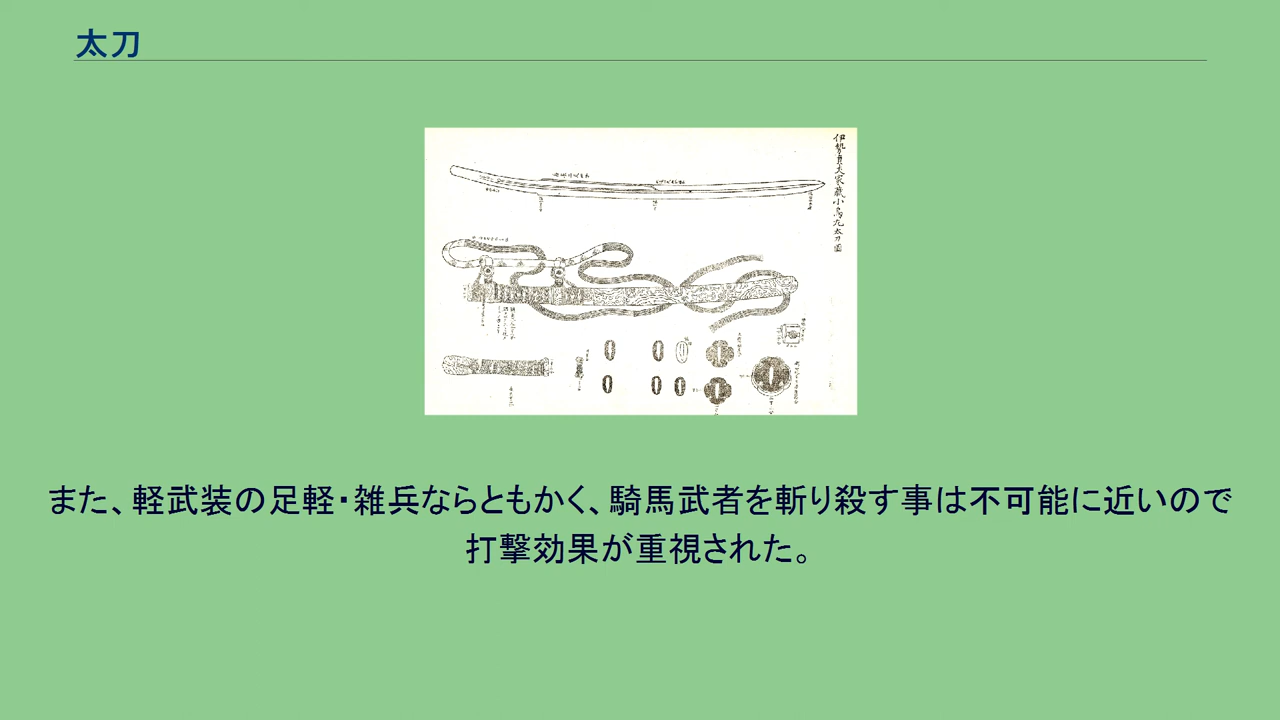 太刀
伊勢貞丈家蔵小烏丸太刀図
また、軽武装の足軽・雑兵ならともかく、騎馬武者を斬り殺す事は不可能に近いので
打撃効果が重視された。